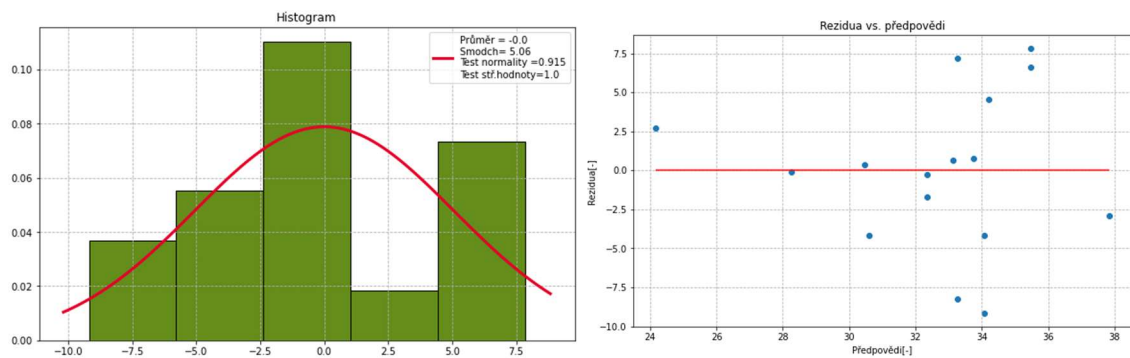 Histogram
Průměr = -0.0
Smodch= 5.06
Test normality =0.915
Test stř.hodnoty=1.0
0.10
0.08
0.06
0.04
0.02
0.00
-10.0 -7.5 -5.0 -2.5 0.0 2.5 5.0 7.5
Rezidua vs. předpovědi
7.5
5.0
2.5
0.0
-2.5
-5.0
-7.5
-10.0
Rezidua[-]
24 26 28 30 32 34 36 38
Předpovědi[-]